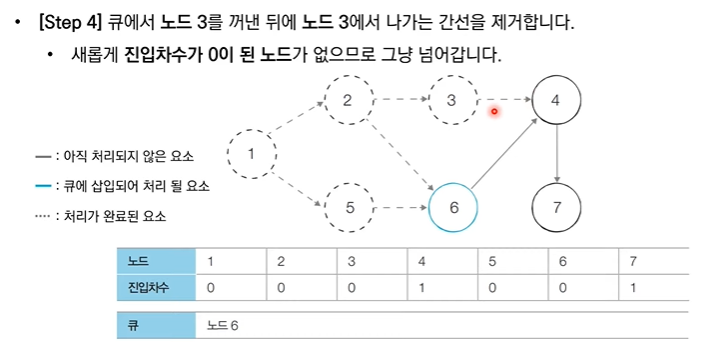 • [Step 4] 큐에서 노드 3를 꺼낸 뒤에 노드 3에서 나가는 간선을 제거합니다.
• 새롭게 진입차수가 0이 된 노드가 없으므로 그냥 넘어갑니다.
2 3 4
1
: 아직 처리되지 않은 요소
: 큐에 삽입되어 처리 될 요소
: 처리가 완료된 요소
5 6 7
노드 1 2 3 4 5 6 7
진입차수 0 0 0 1 0 0 1
큐 노드 6